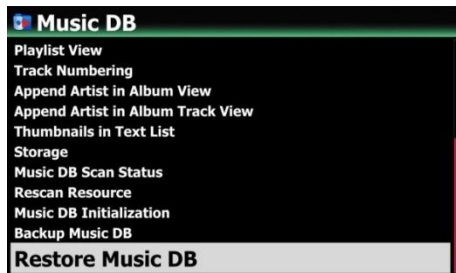 Music DB
Playlist View
Track Numbering
Append Artist in Album View
Append Artist in Album Track View
Thumbnails in Text List
Storage
Music DB Scan Status
Rescan Resource
Music DB Initialization
Backup Music DB
Restore Music DB